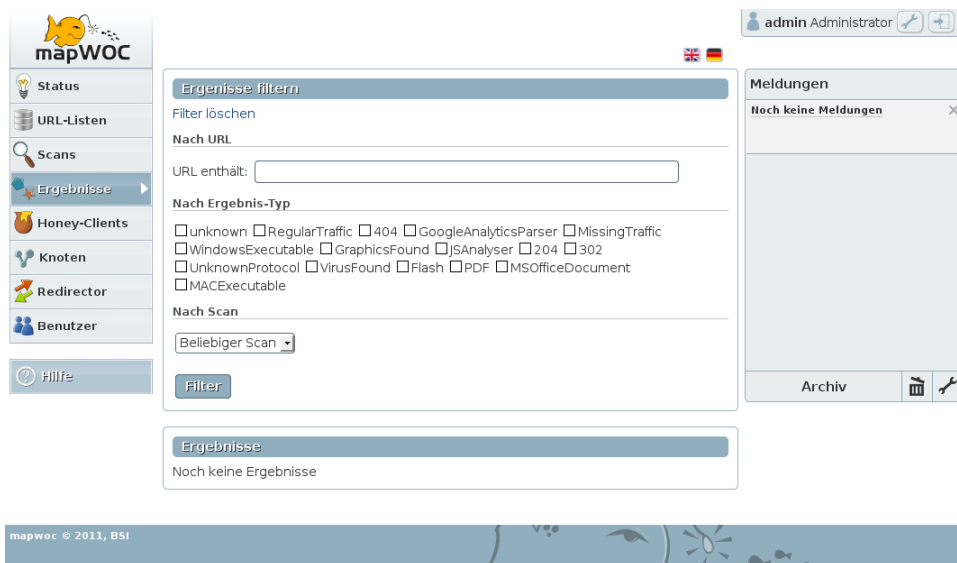 admin Administrator
mapWOC
Status
URL-Listen
Scans
Ergebnisse
Honey-Clients
Knoten
Redirector
Benutzer
Hilfe
Ergenisse filtern
Filter löschen
Nach URL
URL enthält:
Nach Ergebnis-Typ
unknown RegularTraffic 404 GoogleAnalyticsParser MissingTraffic
WindowsExecutable GraphicsFound JSAnalyser 204 302
UnknownProtocol VirusFound Flash PDF MSOfficeDocument
MACExecutable
Nach Scan
Beliebiger Scan
Filter
Ergebnisse
Noch keine Ergebnisse
Meldungen
Noch keine Meldungen
Archiv
mapwoc © 2011, BSI